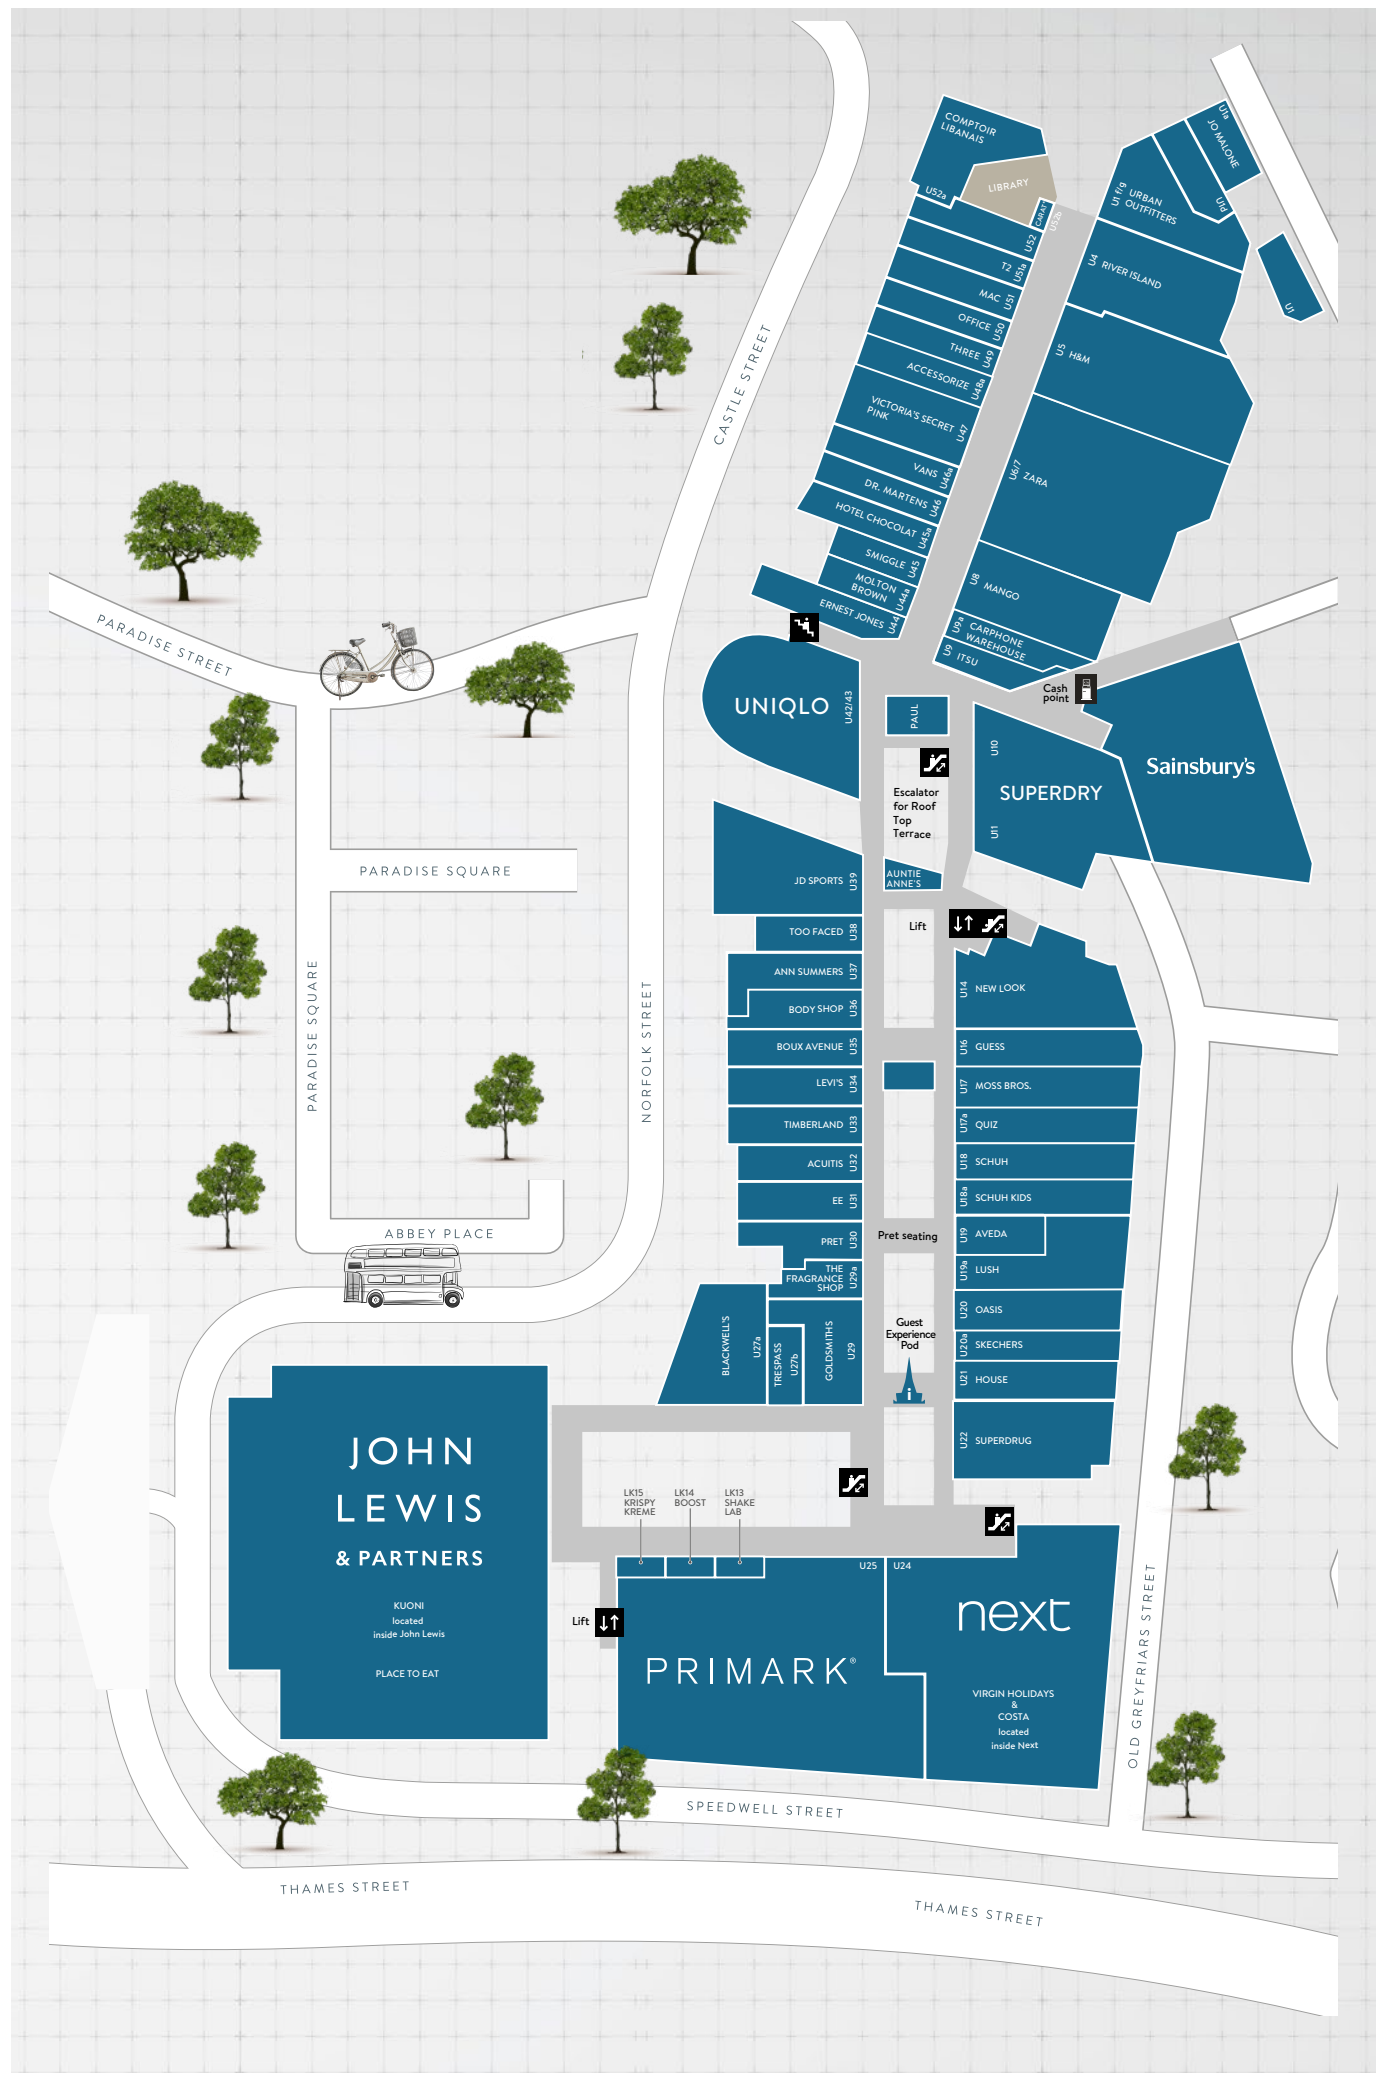 COMPTOIR
LIBANAIS
U52a
LIBRARY
CARAT
U52b
U52
T2 U51a
MAC U51
OFFICE U50
THREE U49
ACCESSORIZE U48a
VICTORIA'S SECRET
PINK
U47
VANS U46a
DR. MARTENS U46
HOTEL CHOCOLAT U45a
SMIGGLE U45
MOLTON
BROWN
U44a
ERNEST JONES U44
U1a
JO MALONE
U1d
U1 f/g
URBAN
OUTFITTERS
U1
U4 RIVER ISLAND
U5 H&M
U6/7 ZARA
U8 MANGO
U9a
CARPHONE
WAREHOUSE
U9 ITSU
CASTLE STREET
PARADISE STREET
Cash
point
UNIQLO
U42/43
PAUL
U10
SUPERDRY
U11
Sainsbury's
Escalator
for Roof
Top
Terrace
AUNTIE
ANNE'S
JD SPORTS U39
TOO FACED U38
ANN SUMMERS U37
BODY SHOP U36
BOUX AVENUE U35
LEVI'S U34
TIMBERLAND U33
ACUITIS U32
EE U31
PRET U30
THE
FRAGRANCE
SHOP
U29a
Lift
U14 NEW LOOK
U16 GUESS
U17 MOSS BROS.
U17a QUIZ
U18 SCHUH
U18a SCHUH KIDS
U19 AVEDA
U19a LUSH
U20 OASIS
U20a SKECHERS
U21 HOUSE
U22 SUPERDRUG
Pret seating
Guest
Experience
Pod
i
BLACKWELL'S
U27a
TRESPASS
U27b
GOLDSMITHS
U29
PARADISE SQUARE
PARADISE SQUARE
NORFOLK STREET
ABBEY PLACE
JOHN
LEWIS
& PARTNERS
KUONI
located
inside John Lewis
PLACE TO EAT
LK15
KRISPY
KREME
LK14
BOOST
LK13
SHAKE
LAB
Lift
U25
U24
PRIMARK®
next
VIRGIN HOLIDAYS
&
COSTA
located
inside Next
OLD GREYFRIARS STREET
SPEEDWELL STREET
THAMES STREET
THAMES STREET